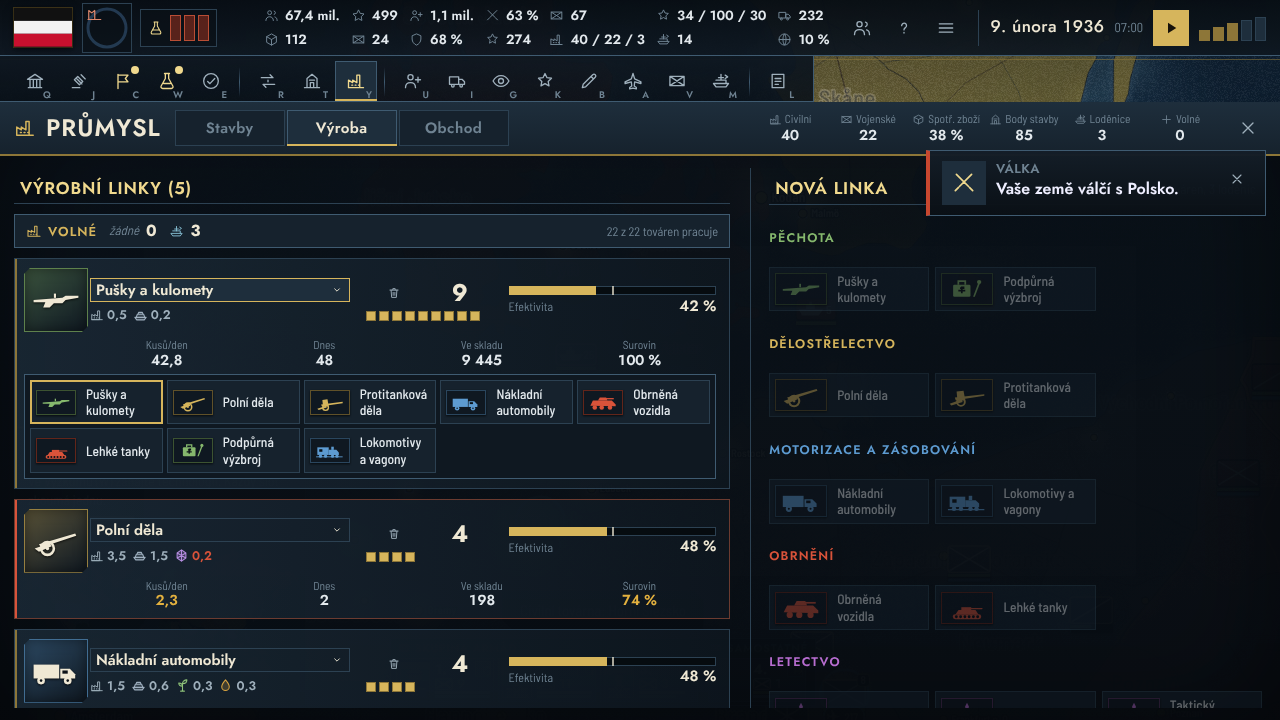 67,4 mil. 499 1,1 mil. 63 % 67 34 / 100 / 30 232
112 24 68 % 274 40 / 22 / 3 14 10 %
? 9. února 1936 07:00
Q J C W E R T Y U I G K B A V M L
Skåne
PRŮMYSL Stavby Výroba Obchod
Civilní Vojenské Spotř. zboží Body stavby Loděnice Volné
40 22 38 % 85 3 0
VÁLKA
Vaše země válčí s Polsko.
VÝROBNÍ LINKY (5)
VOLNÉ žádné 0 3 22 z 22 továren pracuje
Pušky a kulomety 9
0,5 0,2 Efektivita 42 %
Kusů/den Dnes Ve skladu Surovin
42,8 48 9 445 100 %
Pušky a kulomety
Polní děla
Protitanková děla
Nákladní automobily
Obrněná vozidla
Lehké tanky
Podpůrná výzbroj
Lokomotivy a vagony
Polní děla 4
3,5 1,5 0,2 Efektivita 48 %
Kusů/den Dnes Ve skladu Surovin
2,3 2 198 74 %
Nákladní automobily 4
1,5 0,6 0,3 0,3 Efektivita 48 %
NOVÁ LINKA
PĚCHOTA
Pušky a kulomety
Podpůrná výzbroj
DĚLOSTŘELECTVO
Polní děla
Protitanková děla
MOTORIZACE A ZÁSOBOVÁNÍ
Nákladní automobily
Lokomotivy a vagony
OBRNĚNÍ
Obrněná vozidla
Lehké tanky
LETECTVO
Taktický